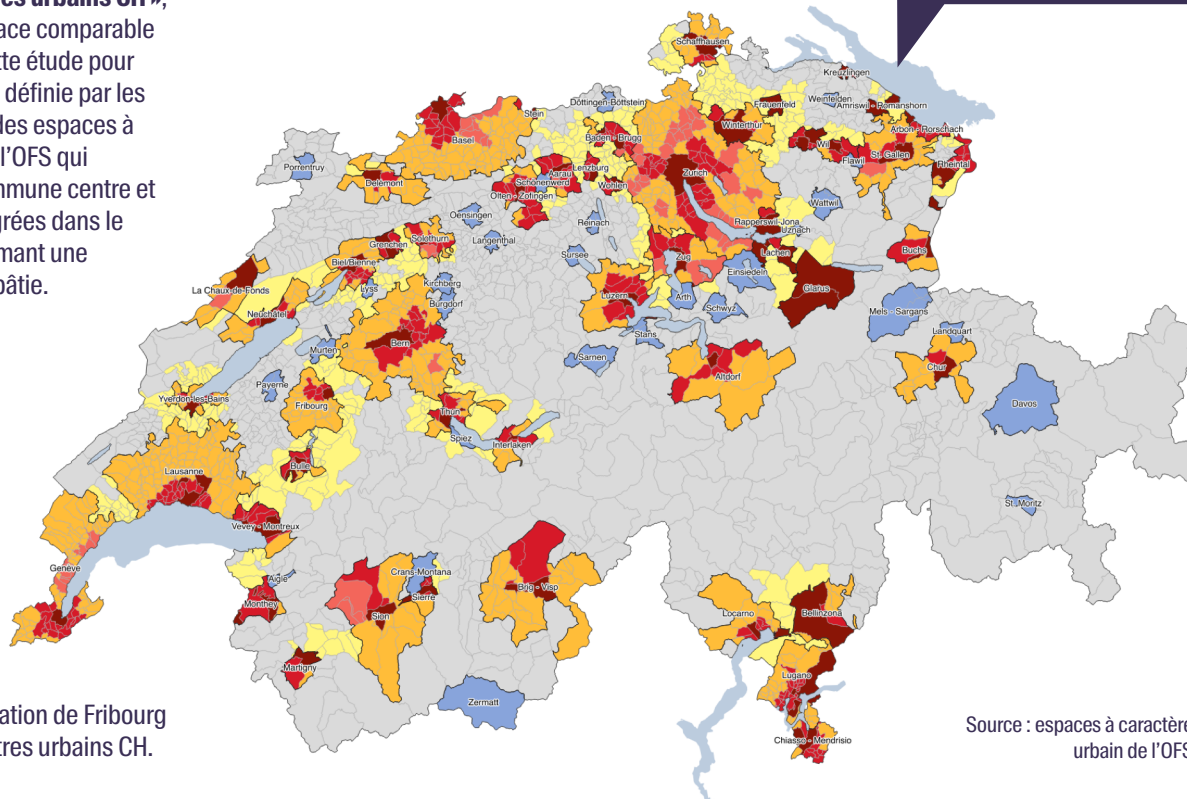 es urbains CH »,
ace comparable
tte étude pour
définie par les
des espaces à
l'OFS qui
mmune centre et
grées dans le
mant une
pâtie.
Schaffhausen
Kreuzlingen
Döttingen-Böttstein
Weinfelden
Frauenfeld
Amriswil - Romanshorn
Stein
Winterthur
Arbon - Rorschach
Basel
Baden - Brugg
Wil
St. Gallen
Flawil
Rheintal
Porrentruy
Delémont
Lenzburg
Aarau
Schönenwerd
Wohlen
Zürich
Olten - Zofingen
Wattwil
Oensingen
Reinach
Rapperswil-Jona
Uznach
Langenthal
Solothurn
Grenchen
Sursee
Zug
Lachen
Buchs
Biel/Bienne
Einsiedeln
La Chaux-de-Fonds
Lyss
Kirchberg
Glarus
Luzern
Arth
Burgdorf
Schwyz
Neuchâtel
Mels - Sargans
Stans
Landquart
Bern
Murten
Sarnen
Chur
Altdorf
Payerne
Yverdon-les-Bains
Fribourg
Davos
Thun
Spiez
Interlaken
Bulle
Lausanne
St. Moritz
Vevey - Montreux
Genève
Crans-Montana
Aigle
Brig - Visp
Sierre
Monthey
Sion
Locarno
Bellinzona
Martigny
Lugano
Zermatt
Chiasso - Mendrisio
ation de Fribourg
tres urbains CH.
Source : espaces à caractère
urbain de l'OFS